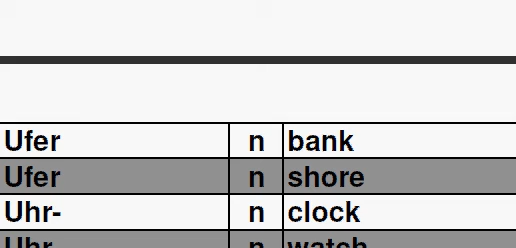 Ufer n bank
Ufer n shore
Uhr- n clock
Uhr n watch